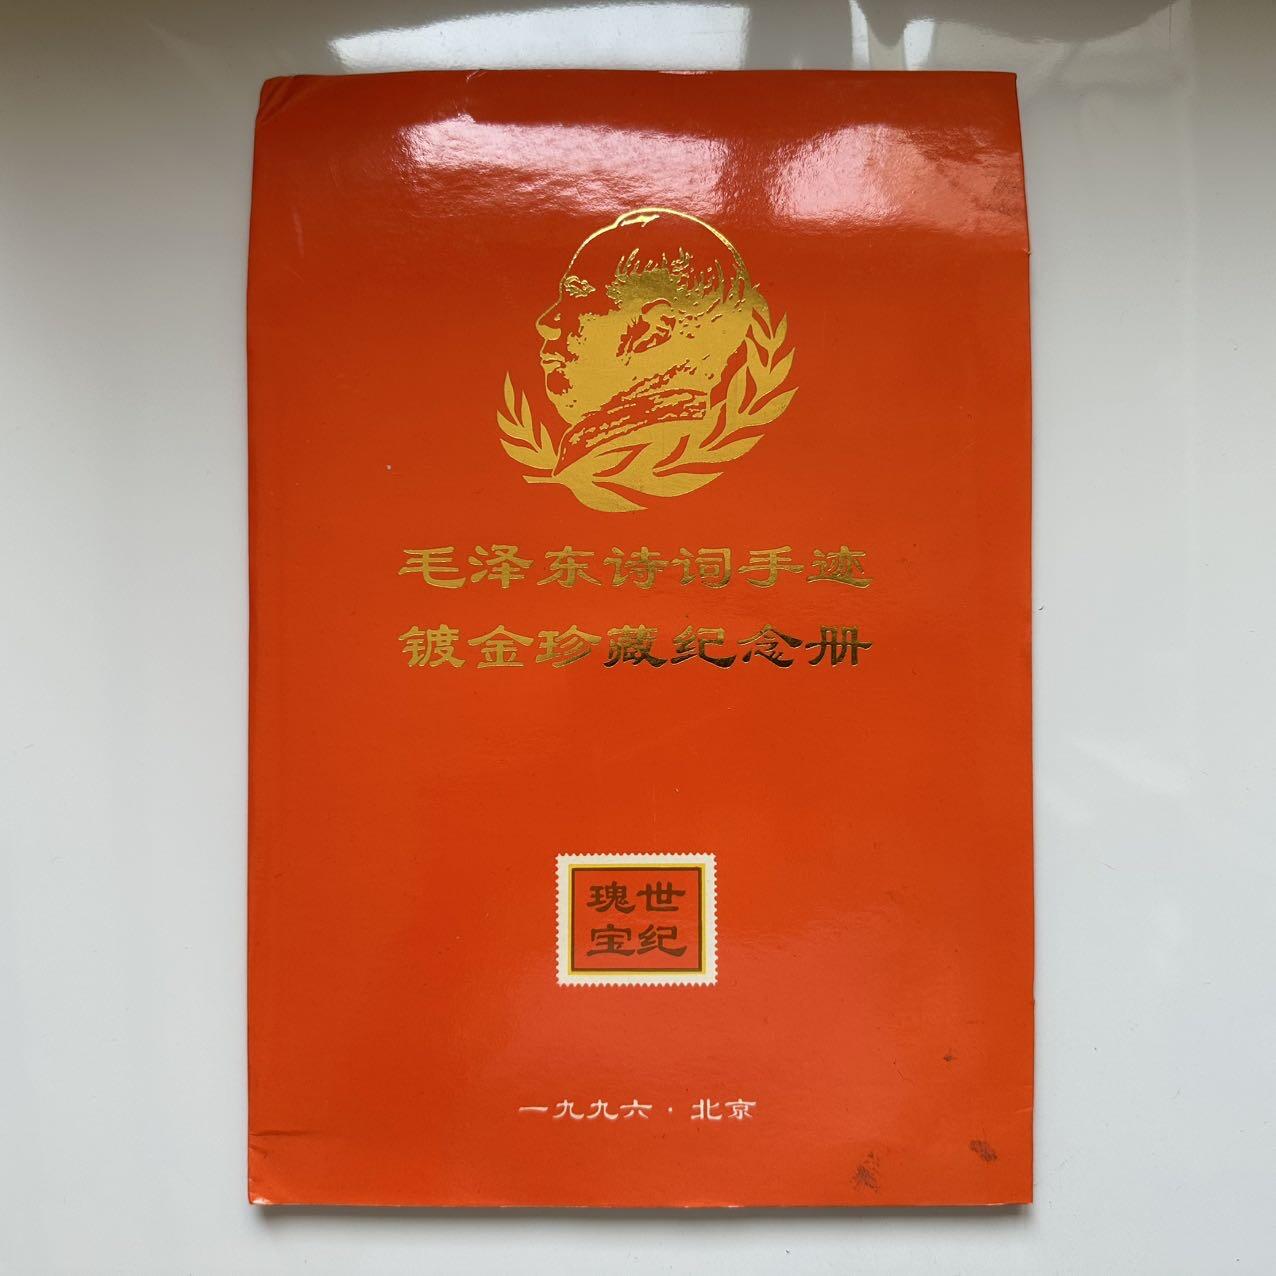 毛泽东诗词手迹
镀金珍藏纪念册
瑰世
宝纪
一九九六·北京